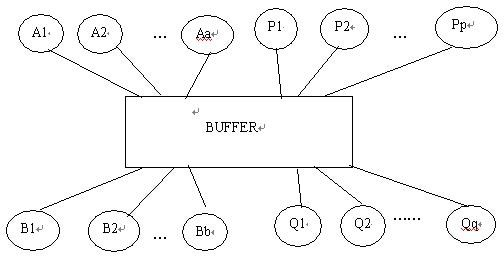 A1 A2 ... Aa P1 P2 ... Pp
BUFFER
B1 B2 ... Bb Q1 Q2 ...... Qq